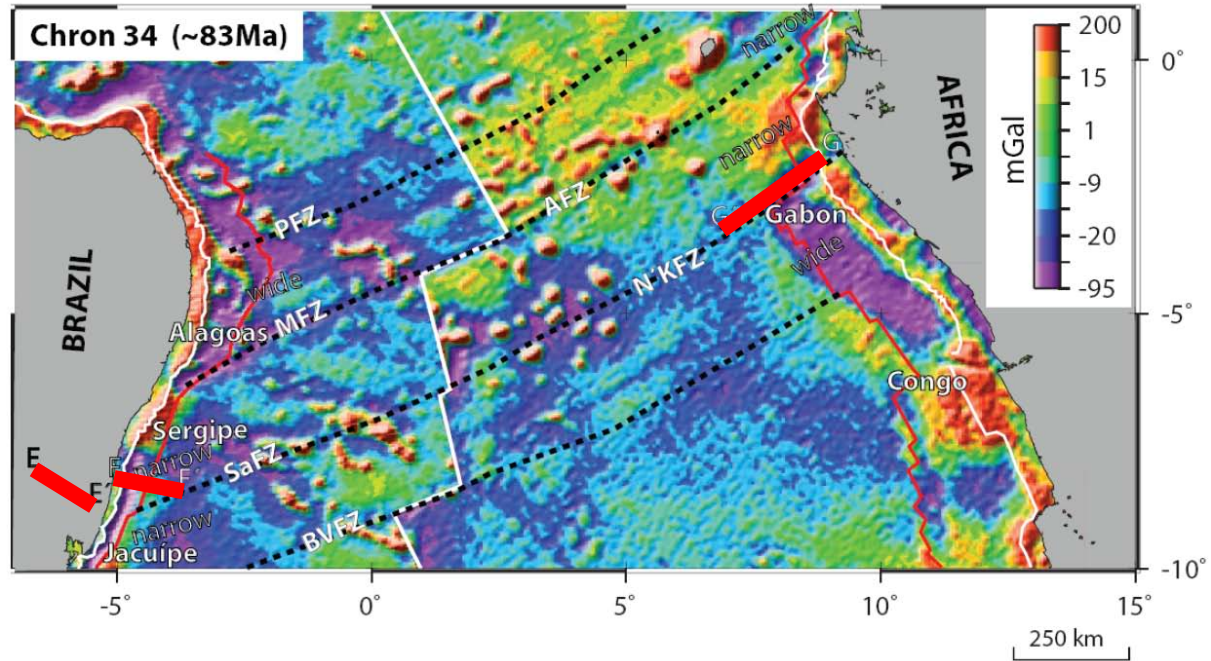 Chron 34 (~83Ma)
BRAZIL
AFRICA
mGal
200
15
1
-9
-20
-95
narrow
narrow
G
G'
Gabon
wide
PFZ
AFZ
wide
MFZ
N'KFZ
Alagoas
Sergipe
Congo
E
E'
F
narrow
F'
SaFZ
narrow
BVFZ
Jacuípe
0°
-5°
-10°
-5°
0°
5°
10°
15°
250 km